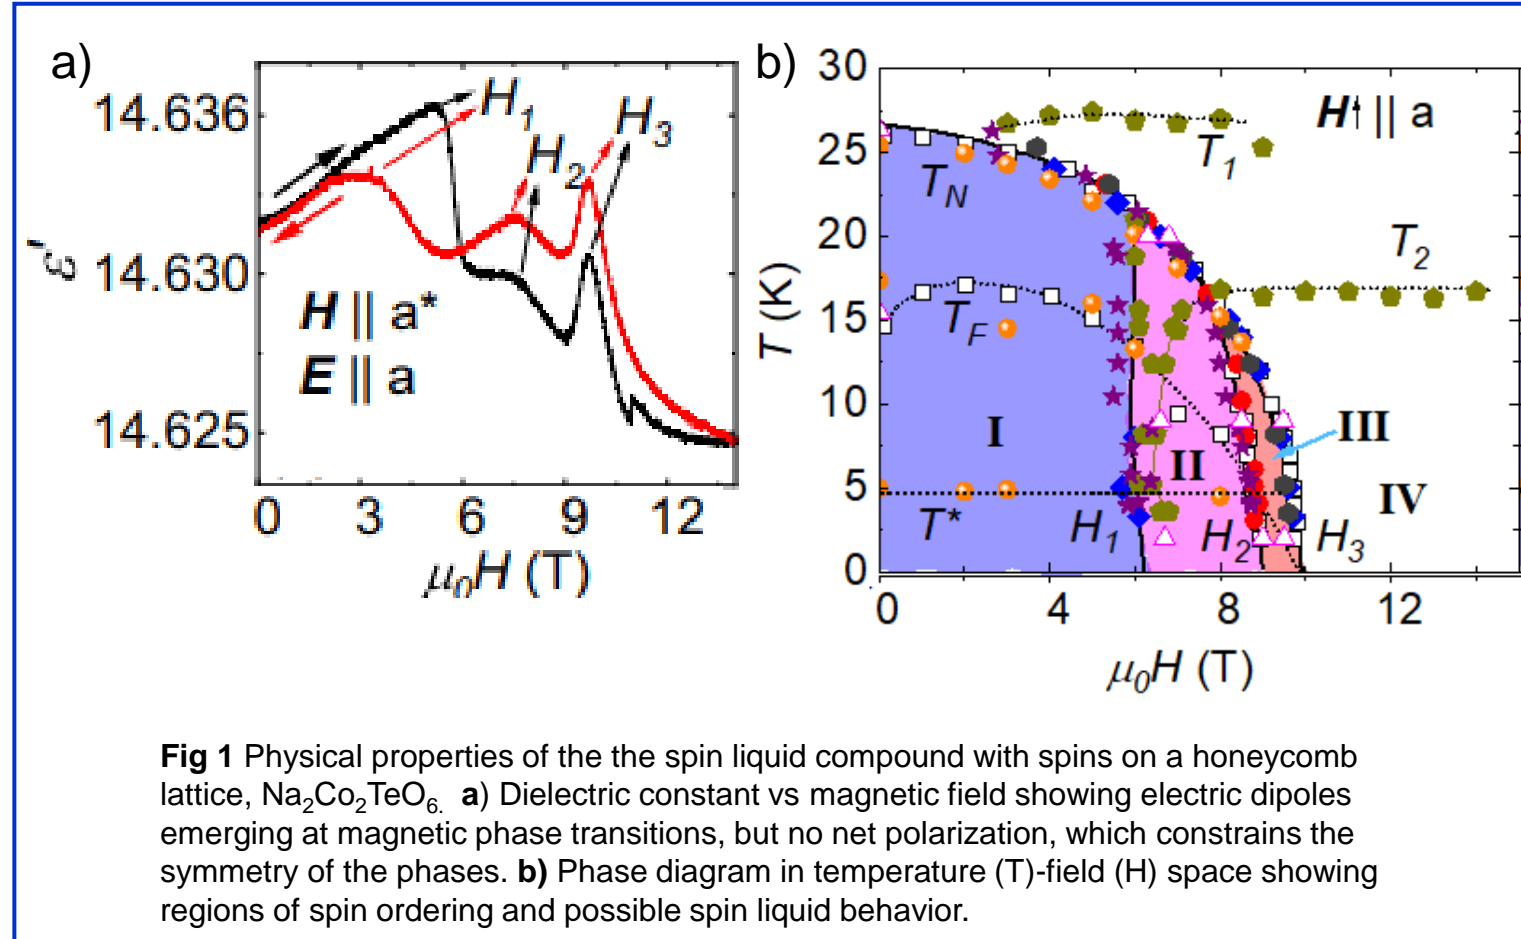 a)
14.636
14.630
14.625
ε'
H1
H2
H3
H || a*
E || a
0 3 6 9 12
μ0H (T)
b)
30
25
20
15
10
5
0
T (K)
H || a
T1
TN
T2
TF
I
II
III
IV
T*
H1
H2
H3
0 4 8 12
μ0H (T)
Fig 1 Physical properties of the the spin liquid compound with spins on a honeycomb
lattice, Na2Co2TeO6. a) Dielectric constant vs magnetic field showing electric dipoles
emerging at magnetic phase transitions, but no net polarization, which constrains the
symmetry of the phases. b) Phase diagram in temperature (T)-field (H) space showing
regions of spin ordering and possible spin liquid behavior.